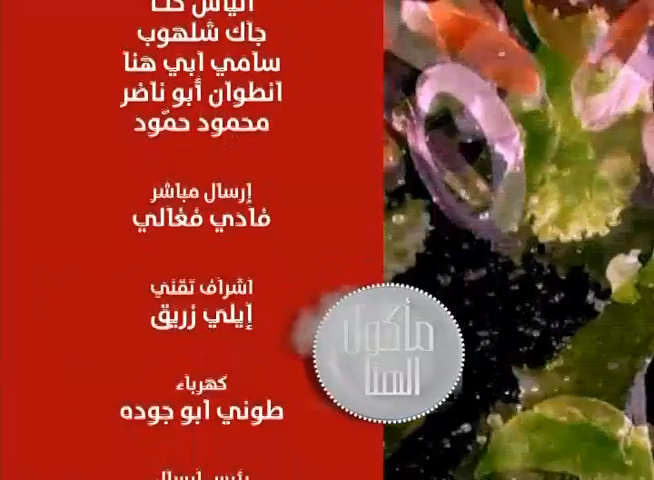 جاك شلهوب
سامي ابي هنا
انطوان أبو ناضر
محمود حمّود
إرسال مباشر
فادي فغالي
اشراف تقني
إيلي زريق
كهرباء
طوني ابو جوده
مأكول
الهنا